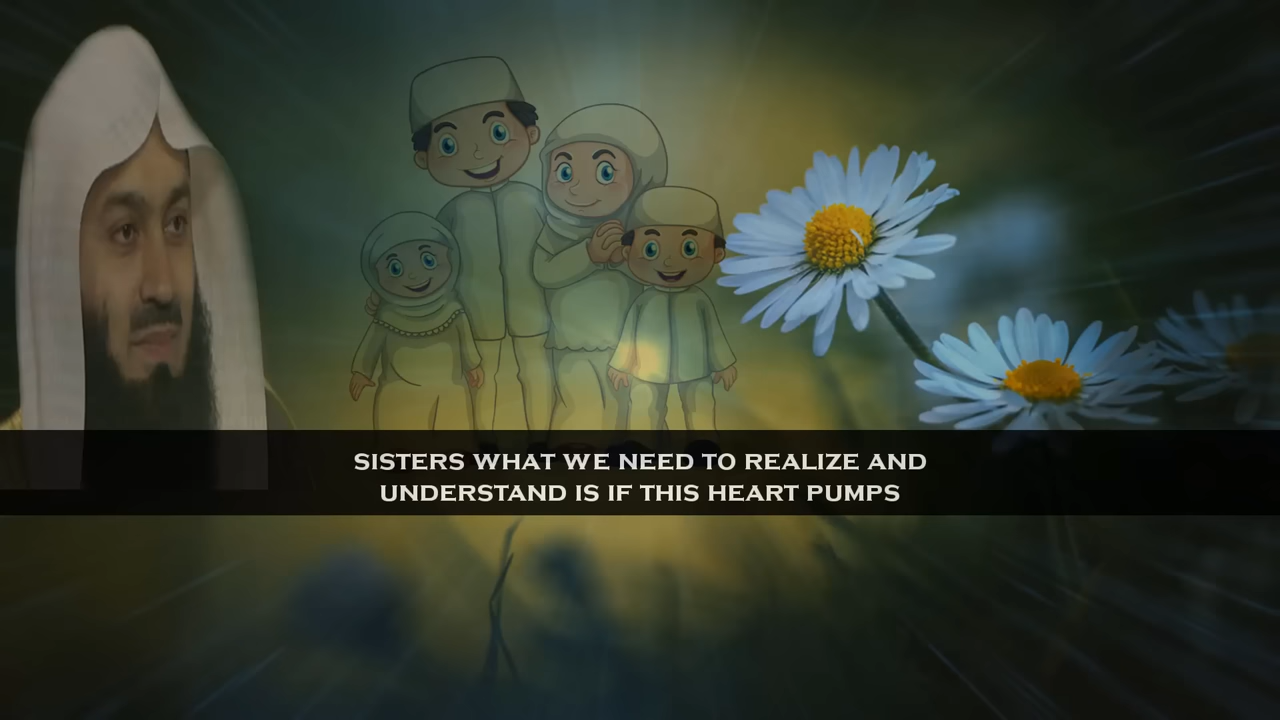 SISTERS WHAT WE NEED TO REALIZE AND
UNDERSTAND IS IF THIS HEART PUMPS